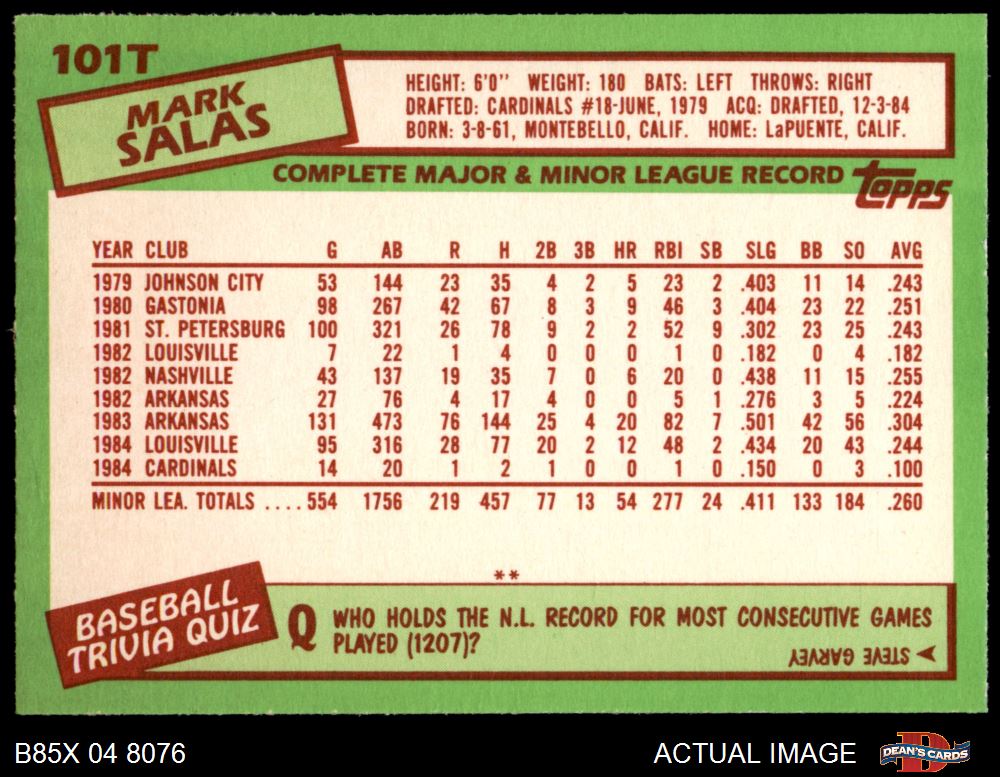 101T
MARK
SALAS
HEIGHT: 6'0" WEIGHT: 180 BATS: LEFT THROWS: RIGHT
DRAFTED: CARDINALS #18-JUNE, 1979 ACQ: DRAFTED, 12-3-84
BORN: 3-8-61, MONTEBELLO, CALIF. HOME: LaPUENTE, CALIF.
COMPLETE MAJOR & MINOR LEAGUE RECORD topps
YEAR CLUB G AB R H 2B 3B HR RBI SB SLG BB SO AVG
1979 JOHNSON CITY 53 144 23 35 4 2 5 23 2 .403 11 14 .243
1980 GASTONIA 98 267 42 67 8 3 9 46 3 .404 23 22 .251
1981 ST. PETERSBURG 100 321 26 78 9 2 2 52 9 .302 23 25 .243
1982 LOUISVILLE 7 22 1 4 0 0 0 1 0 .182 0 4 .182
1982 NASHVILLE 43 137 19 35 7 0 6 20 0 .438 11 15 .255
1982 ARKANSAS 27 76 4 17 4 0 0 5 1 .276 3 5 .224
1983 ARKANSAS 131 473 76 144 25 4 20 82 7 .501 42 56 .304
1984 LOUISVILLE 95 316 28 77 20 2 12 48 2 .434 20 43 .244
1984 CARDINALS 14 20 1 2 1 0 0 1 0 .150 0 3 .100
MINOR LEA. TOTALS ....554 1756 219 457 77 13 54 277 24 .411 133 184 .260
**
BASEBALL
TRIVIA QUIZ
Q WHO HOLDS THE N.L. RECORD FOR MOST CONSECUTIVE GAMES
PLAYED (1207)?
STEVE GARVEY
B85X 04 8076 ACTUAL IMAGE DEAN'S CARDS